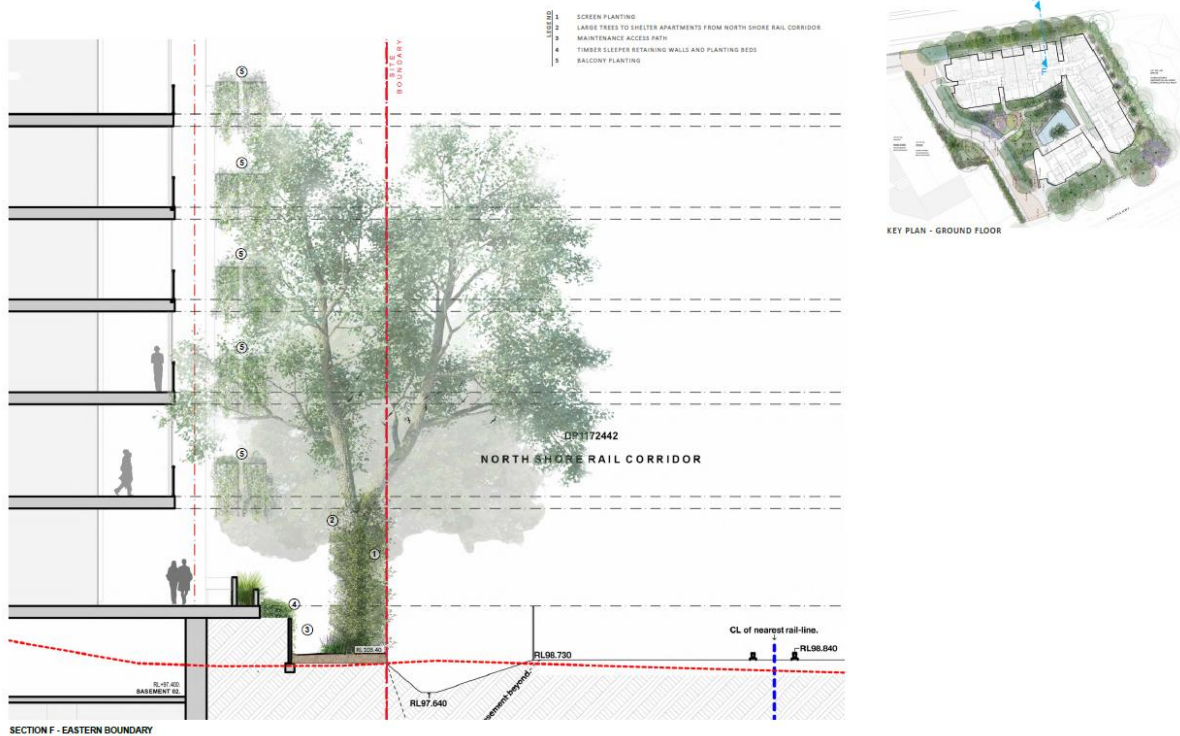 LEGEND
1 SCREEN PLANTING
2 LARGE TREES TO SHELTER APARTMENTS FROM NORTH SHORE RAIL CORRIDOR
3 MAINTENANCE ACCESS PATH
4 TIMBER SLEEPER RETAINING WALLS AND PLANTING BEDS
5 BALCONY PLANTING
SITE
BOUNDARY
5
5
5
5
5
DP1172442
NORTH SHORE RAIL CORRIDOR
2
1
4
3
CL of nearest rail-line.
RL98.730
RL98.840
RL97.640
RL+97.400
BASEMENT 02.
SECTION F - EASTERN BOUNDARY
F
KEY PLAN - GROUND FLOOR